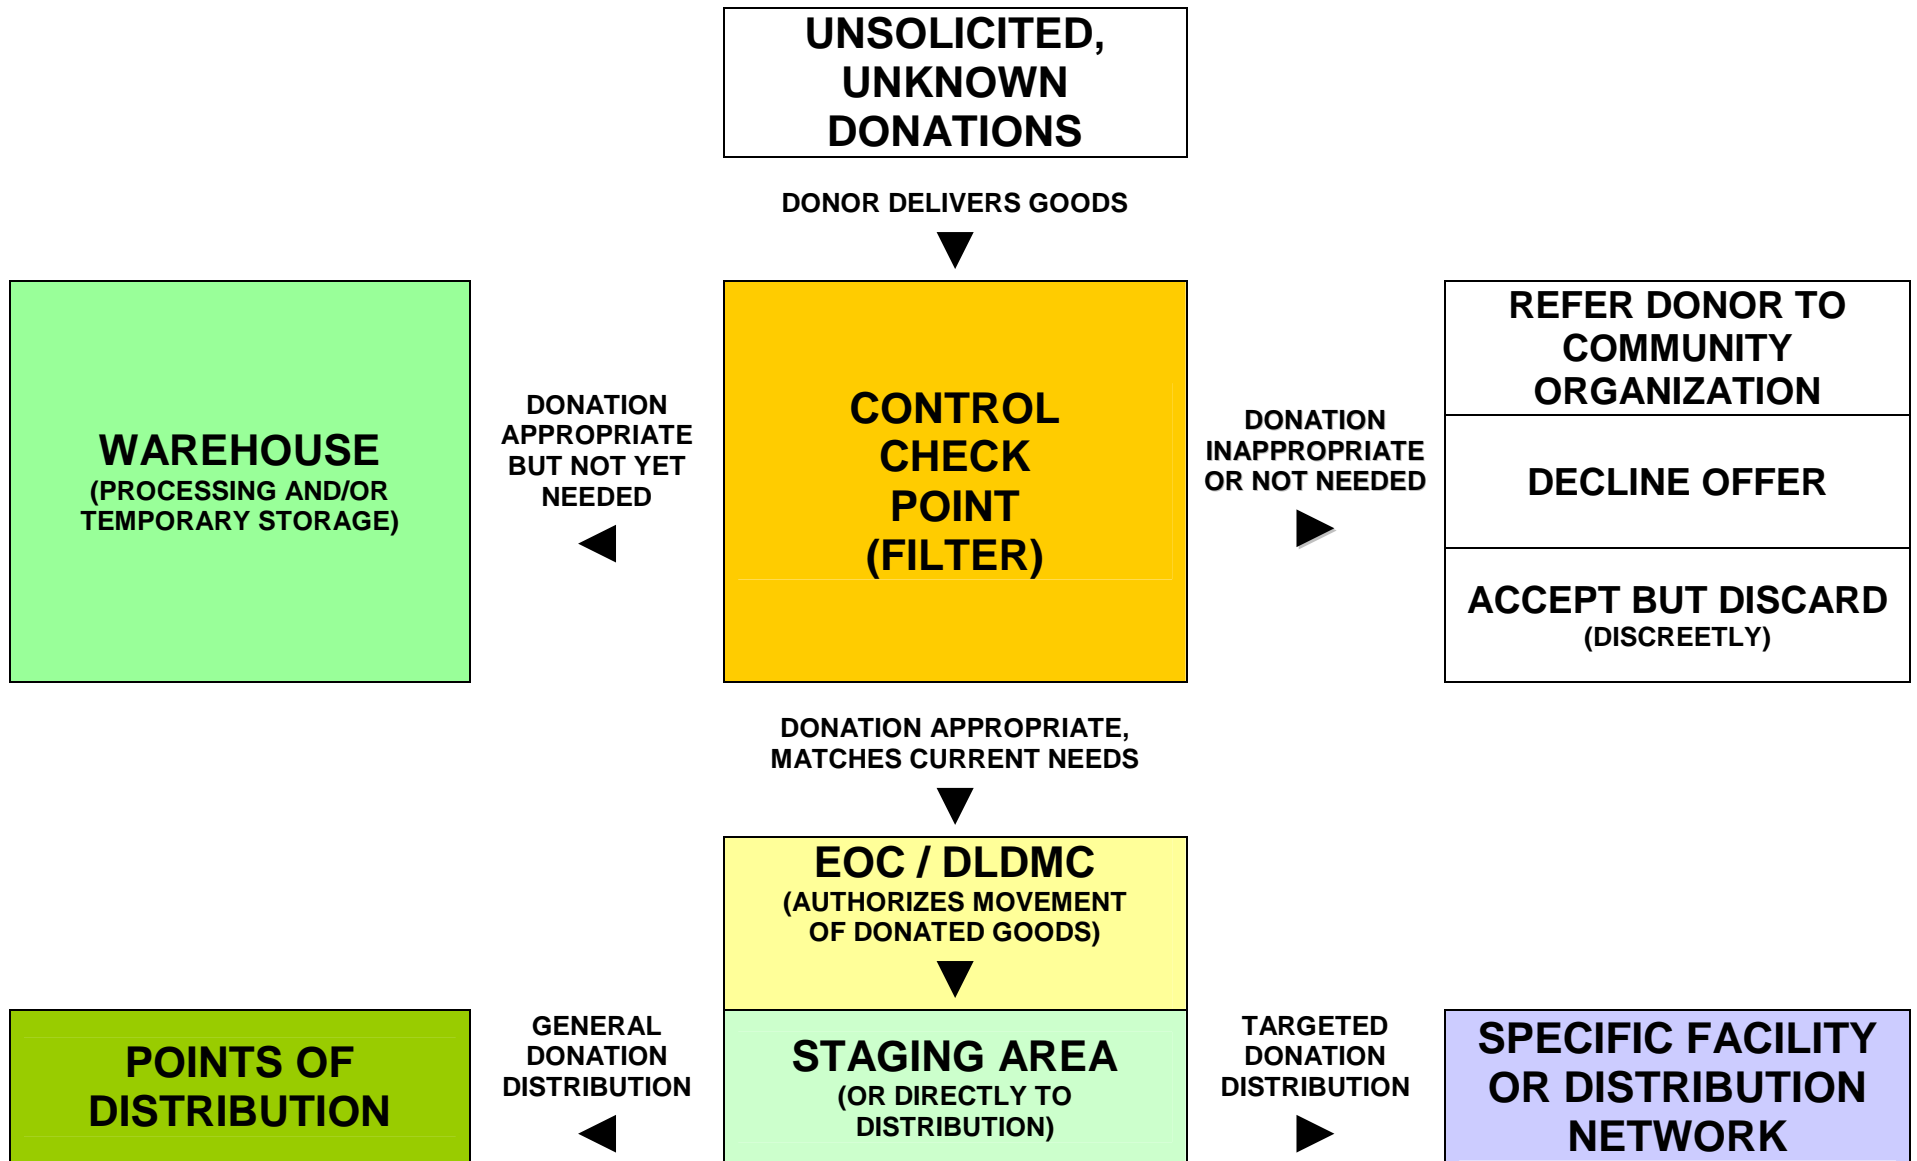 UNSOLICITED,
UNKNOWN
DONATIONS
DONOR DELIVERS GOODS
WAREHOUSE
(PROCESSING AND/OR
TEMPORARY STORAGE)
DONATION
APPROPRIATE
BUT NOT YET
NEEDED
CONTROL
CHECK
POINT
(FILTER)
DONATION
INAPPROPRIATE
OR NOT NEEDED
REFER DONOR TO
COMMUNITY
ORGANIZATION
DECLINE OFFER
ACCEPT BUT DISCARD
(DISCREETLY)
DONATION APPROPRIATE,
MATCHES CURRENT NEEDS
EOC / DLDMC
(AUTHORIZES MOVEMENT
OF DONATED GOODS)
POINTS OF
DISTRIBUTION
GENERAL
DONATION
DISTRIBUTION
STAGING AREA
(OR DIRECTLY TO
DISTRIBUTION)
TARGETED
DONATION
DISTRIBUTION
SPECIFIC FACILITY
OR DISTRIBUTION
NETWORK